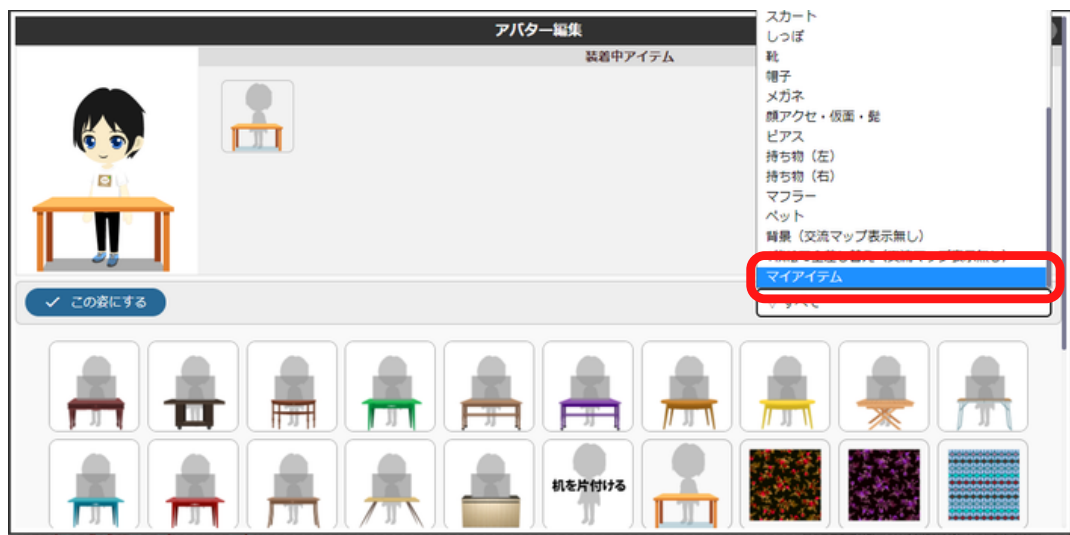 アバター編集
装着中アイテム
スカート
しっぽ
靴
帽子
メガネ
顔アクセ・仮面・髭
ピアス
持ち物（左）
持ち物（右）
マフラー
ペット
背景（交流マップ表示無し）
マイアイテム
すべて
この姿にする
机を片付ける